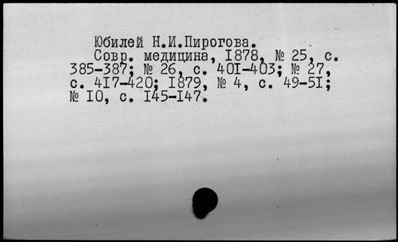 Юбилей Н.И.Пирогова.
Совр. медицина, 1878, № 25, с.
385-387; № 26, с. 401-403; № 27,
с. 417-420; 1879, № 4, с. 49-51;
№ 10, с. 145-147.